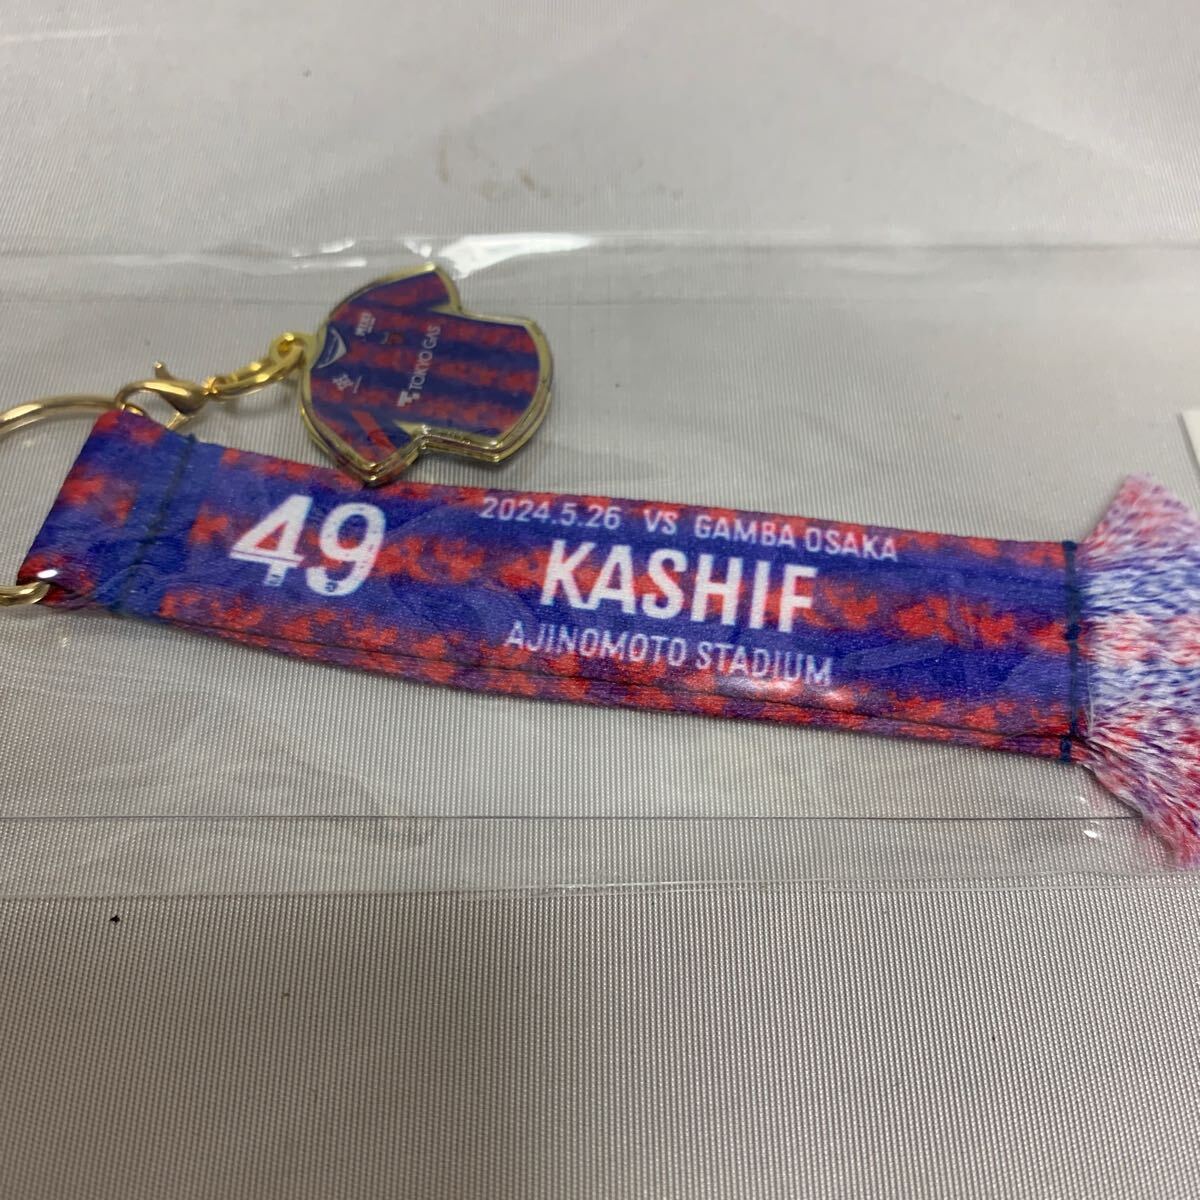 TOKYO GAS
49
2024.5.26 VS GAMBA OSAKA
KASHIF
AJINOMOTO STADIUM